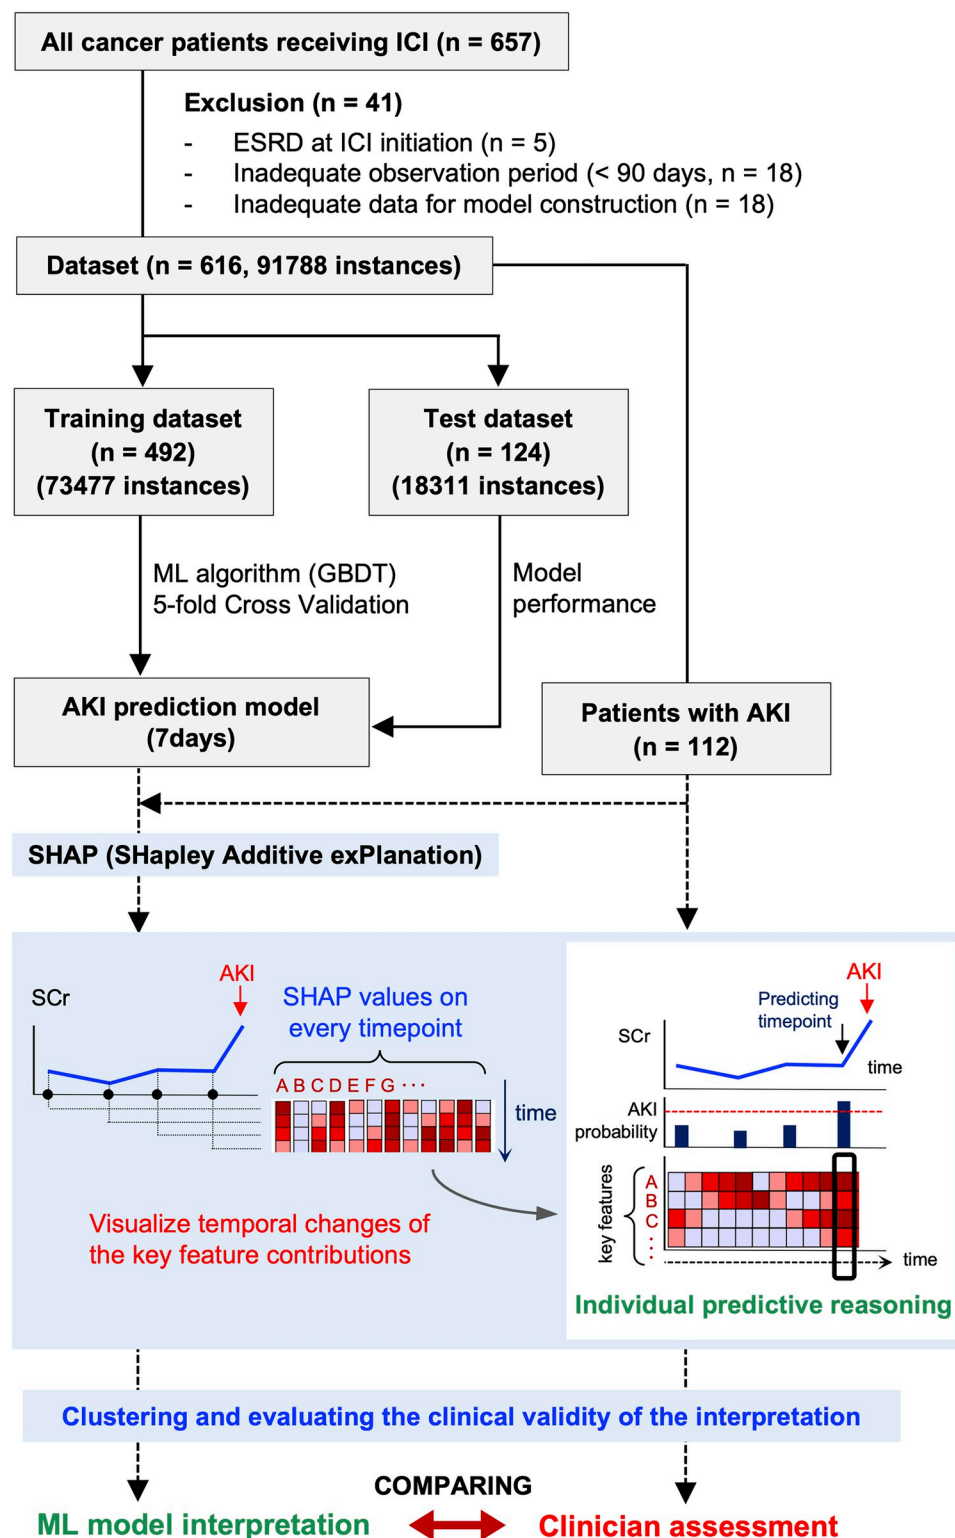 All cancer patients receiving ICI (n = 657)
Exclusion (n = 41)
- ESRD at ICI initiation (n = 5)
- Inadequate observation period (< 90 days, n = 18)
- Inadequate data for model construction (n = 18)
Dataset (n = 616, 91788 instances)
Training dataset
(n = 492)
(73477 instances)
Test dataset
(n = 124)
(18311 instances)
ML algorithm (GBDT)
5-fold Cross Validation
Model
performance
AKI prediction model
(7days)
Patients with AKI
(n = 112)
SHAP (SHapley Additive exPlanation)
SCr
AKI
SHAP values on
every timepoint
A B C D E F G ···
time
Visualize temporal changes of
the key feature contributions
AKI
Predicting
timepoint
SCr
time
AKI
probability
key features
A
B
C
⋮
time
Individual predictive reasoning
Clustering and evaluating the clinical validity of the interpretation
COMPARING
ML model interpretation
Clinician assessment